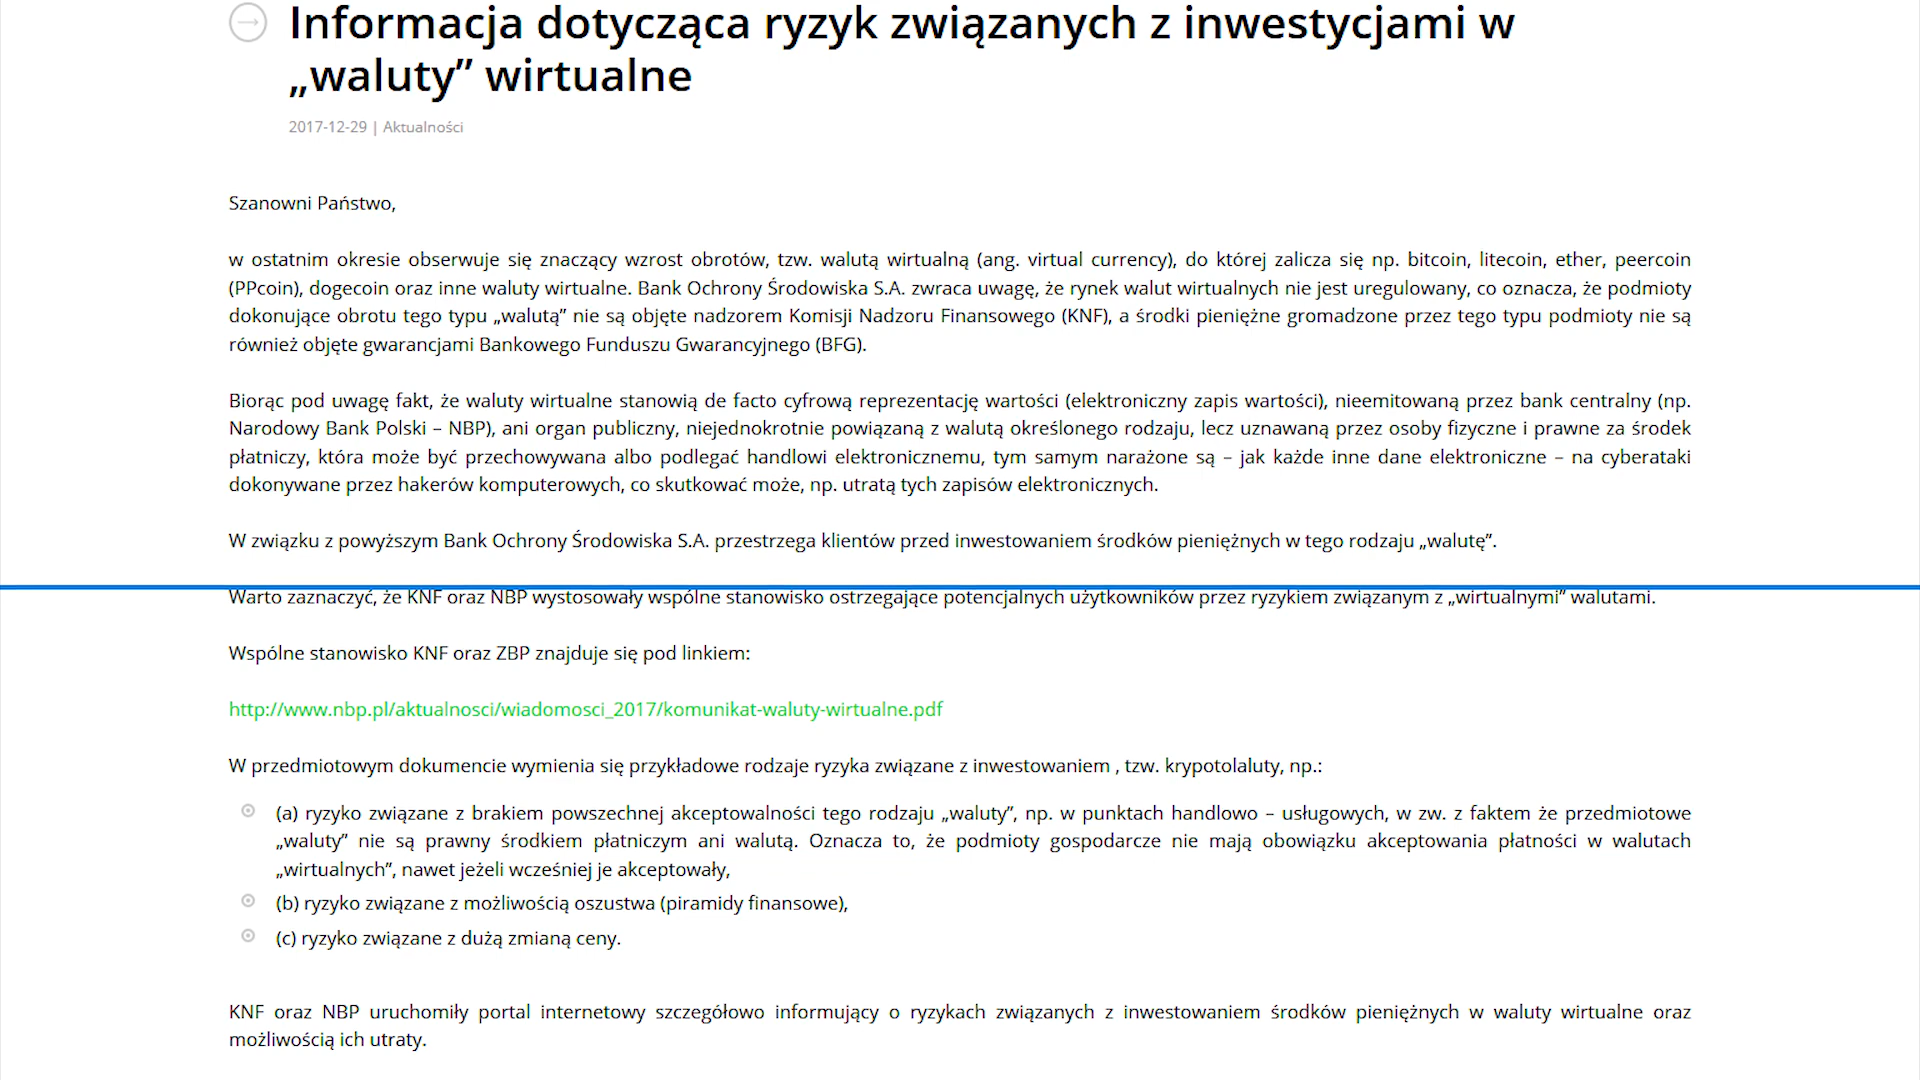 Informacja dotycząca ryzyk związanych z inwestycjami w
„waluty” wirtualne
2017-12-29 | Aktualności
Szanowni Państwo,
w ostatnim okresie obserwuje się znaczący wzrost obrotów, tzw. walutą wirtualną (ang. virtual currency), do której zalicza się np. bitcoin, litecoin, ether, peercoin
(PPcoin), dogecoin oraz inne waluty wirtualne. Bank Ochrony Środowiska S.A. zwraca uwagę, że rynek walut wirtualnych nie jest uregulowany, co oznacza, że podmioty
dokonujące obrotu tego typu „walutą” nie są objęte nadzorem Komisji Nadzoru Finansowego (KNF), a środki pieniężne gromadzone przez tego typu podmioty nie są
również objęte gwarancjami Bankowego Funduszu Gwarancyjnego (BFG).
Biorąc pod uwagę fakt, że waluty wirtualne stanowią de facto cyfrową reprezentację wartości (elektroniczny zapis wartości), nieemitowaną przez bank centralny (np.
Narodowy Bank Polski – NBP), ani organ publiczny, niejednokrotnie powiązaną z walutą określonego rodzaju, lecz uznawaną przez osoby fizyczne i prawne za środek
płatniczy, która może być przechowywana albo podlegać handlowi elektronicznemu, tym samym narażone są – jak każde inne dane elektroniczne – na cyberataki
dokonywane przez hakerów komputerowych, co skutkować może, np. utratą tych zapisów elektronicznych.
W związku z powyższym Bank Ochrony Środowiska S.A. przestrzega klientów przed inwestowaniem środków pieniężnych w tego rodzaju „walutę”.
Warto zaznaczyć, że KNF oraz NBP wystosowały wspólne stanowisko ostrzegające potencjalnych użytkowników przez ryzykiem związanym z „wirtualnymi” walutami.
Wspólne stanowisko KNF oraz ZBP znajduje się pod linkiem:
http://www.nbp.pl/aktualnosci/wiadomosci_2017/komunikat-waluty-wirtualne.pdf
W przedmiotowym dokumencie wymienia się przykładowe rodzaje ryzyka związane z inwestowaniem , tzw. krypotolaluty, np.:
(a) ryzyko związane z brakiem powszechnej akceptowalności tego rodzaju „waluty”, np. w punktach handlowo – usługowych, w zw. z faktem że przedmiotowe
„waluty” nie są prawny środkiem płatniczym ani walutą. Oznacza to, że podmioty gospodarcze nie mają obowiązku akceptowania płatności w walutach
„wirtualnych”, nawet jeżeli wcześniej je akceptowały,
(b) ryzyko związane z możliwością oszustwa (piramidy finansowe),
(c) ryzyko związane z dużą zmianą ceny.
KNF oraz NBP uruchomiły portal internetowy szczegółowo informujący o ryzykach związanych z inwestowaniem środków pieniężnych w waluty wirtualne oraz
możliwością ich utraty.